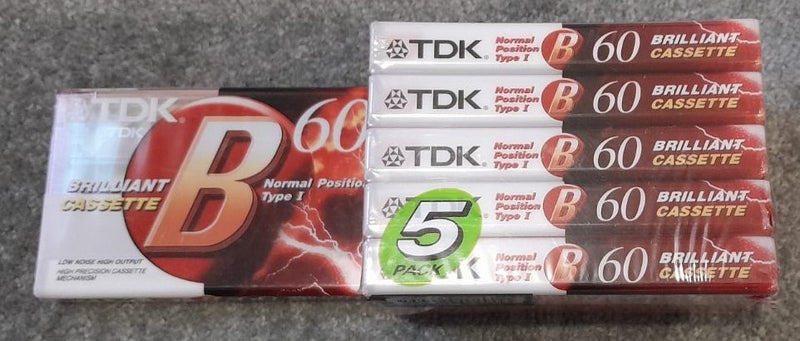 TDK
TDK
60
B
BRILLIANT
CASSETTE
Normal Position
Type I
LOW NOISE HIGH OUTPUT
HIGH PRECISION CASSETTE
MECHANISM
TDK
Normal
Position
Type I
B
60
BRILLIANT
CASSETTE
TDK
Normal
Position
Type I
B
60
BRILLIANT
CASSETTE
TDK
Normal
Position
Type I
B
60
BRILLIANT
CASSETTE
Normal
Position
Type I
B
60
BRILLIANT
CASSETTE
5
PACK
K
Normal
Position
Type I
B
60
BRILLIANT
CASSETTE